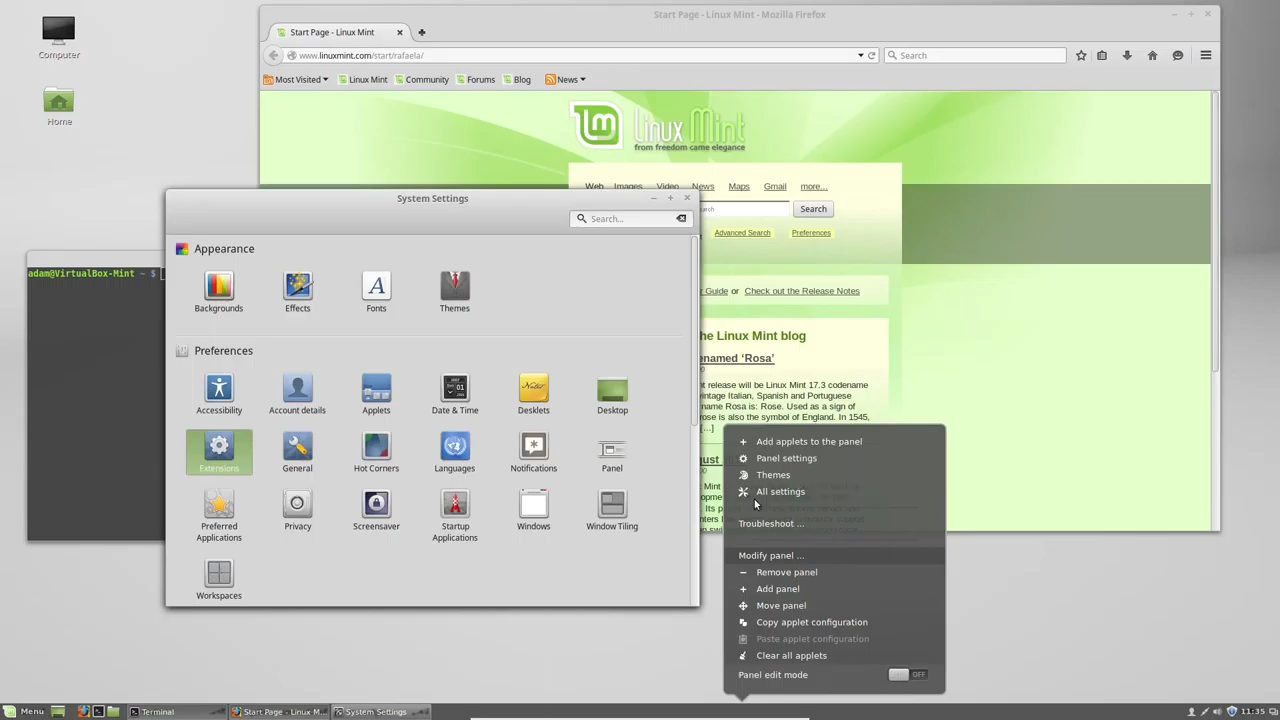 Computer
Home
Start Page - Linux Mint - Mozilla Firefox
Start Page - Linux Mint
www.linuxmint.com/start/rafaela/
Search
Most Visited
Linux Mint
Community
Forums
Blog
News
Linux Mint
from freedom came elegance
Web Images Video News Maps Gmail more...
Search
Advanced Search
Preferences
Guide or Check out the Release Notes
the Linux Mint blog
enamed ‘Rosa’
release will be Linux Mint 17.3 codename
vintage Italian, Spanish and Portuguese
name Rosa is: Rose. Used as a sign of
rose is also the symbol of England. In 1545,
[…]
adam@VirtualBox-Mint ~ $
System Settings
Search...
Appearance
Backgrounds
Effects
Fonts
Themes
Preferences
Accessibility
Account details
Applets
Date & Time
Desklets
Desktop
Extensions
General
Hot Corners
Languages
Notifications
Panel
Preferred
Applications
Privacy
Screensaver
Startup
Applications
Windows
Window Tiling
Workspaces
Add applets to the panel
Panel settings
Themes
All settings
Troubleshoot ...
Modify panel ...
Remove panel
Add panel
Move panel
Copy applet configuration
Paste applet configuration
Clear all applets
Panel edit mode
OFF
Menu
Terminal
Start Page - Linux M...
System Settings
11:35